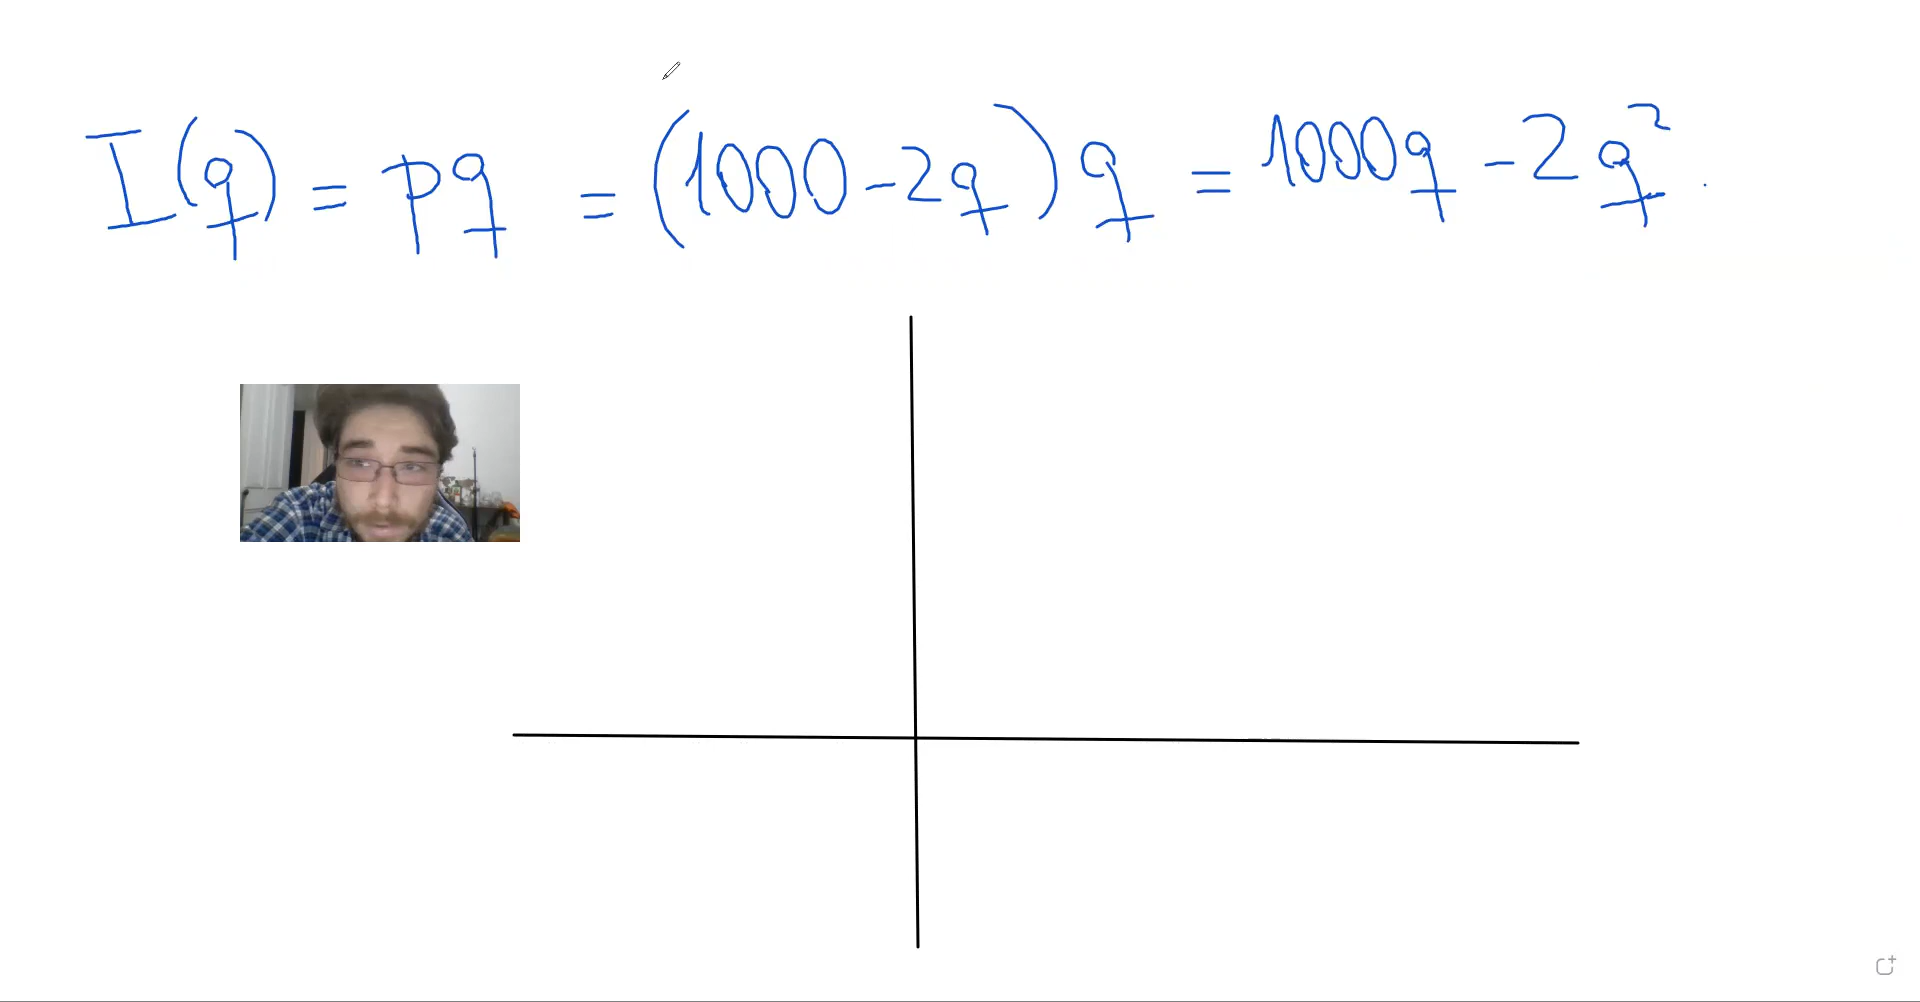 I(q) = pq = (1000 - 2q) q = 1000q - 2q² .